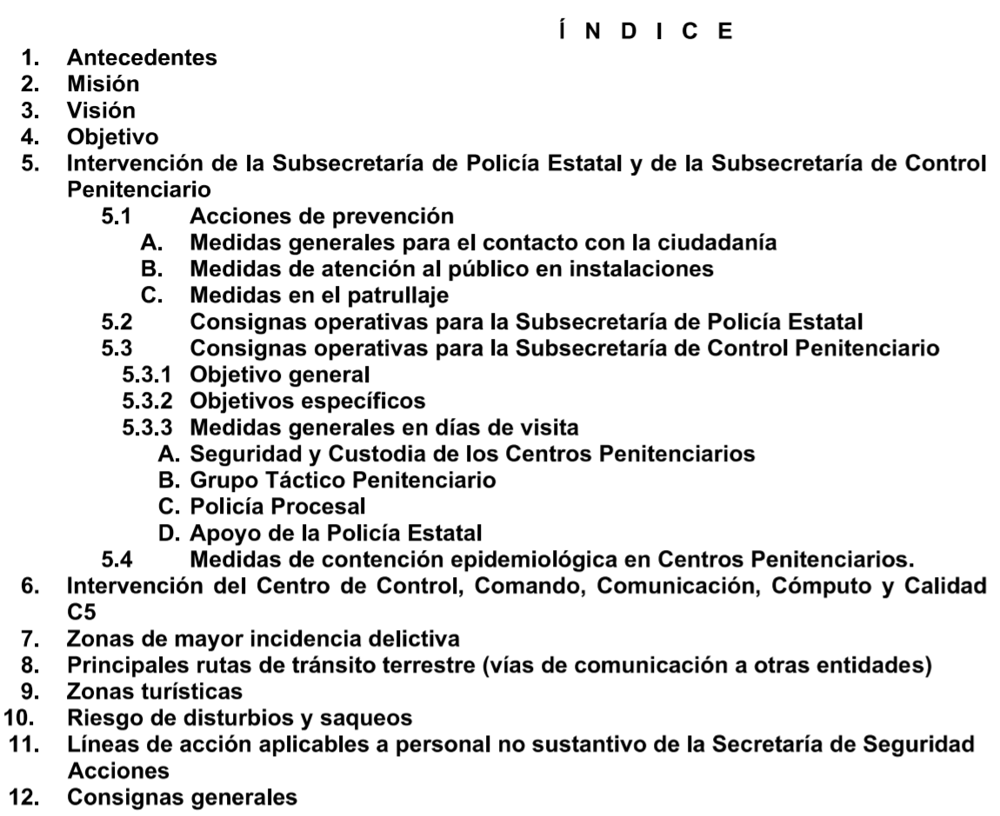 Í N D I C E
1. Antecedentes
2. Misión
3. Visión
4. Objetivo
5. Intervención de la Subsecretaría de Policía Estatal y de la Subsecretaría de Control
Penitenciario
5.1 Acciones de prevención
A. Medidas generales para el contacto con la ciudadanía
B. Medidas de atención al público en instalaciones
C. Medidas en el patrullaje
5.2 Consignas operativas para la Subsecretaría de Policía Estatal
5.3 Consignas operativas para la Subsecretaría de Control Penitenciario
5.3.1 Objetivo general
5.3.2 Objetivos específicos
5.3.3 Medidas generales en días de visita
A. Seguridad y Custodia de los Centros Penitenciarios
B. Grupo Táctico Penitenciario
C. Policía Procesal
D. Apoyo de la Policía Estatal
5.4 Medidas de contención epidemiológica en Centros Penitenciarios.
6. Intervención del Centro de Control, Comando, Comunicación, Cómputo y Calidad
C5
7. Zonas de mayor incidencia delictiva
8. Principales rutas de tránsito terrestre (vías de comunicación a otras entidades)
9. Zonas turísticas
10. Riesgo de disturbios y saqueos
11. Líneas de acción aplicables a personal no sustantivo de la Secretaría de Seguridad
Acciones
12. Consignas generales